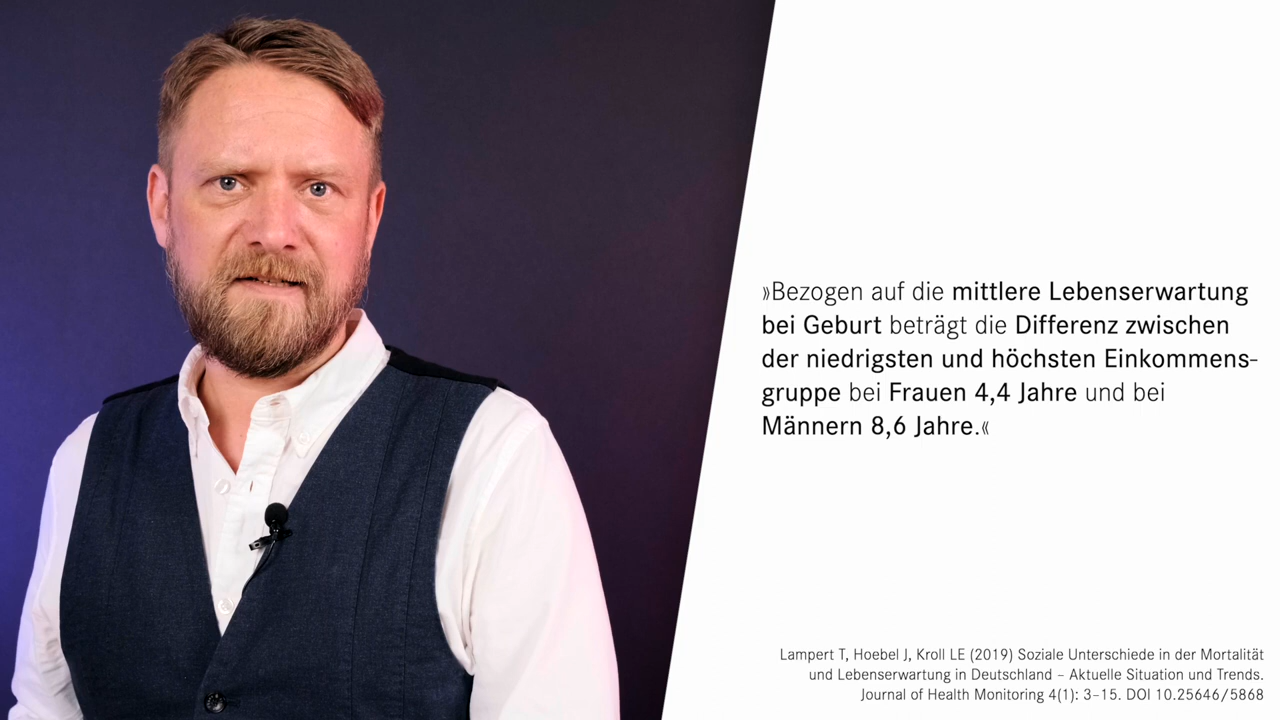 »Bezogen auf die mittlere Lebenserwartung
bei Geburt beträgt die Differenz zwischen
der niedrigsten und höchsten Einkommens-
gruppe bei Frauen 4,4 Jahre und bei
Männern 8,6 Jahre.«
Lampert T, Hoebel J, Kroll LE (2019) Soziale Unterschiede in der Mortalität
und Lebenserwartung in Deutschland – Aktuelle Situation und Trends.
Journal of Health Monitoring 4(1): 3–15. DOI 10.25646/5868